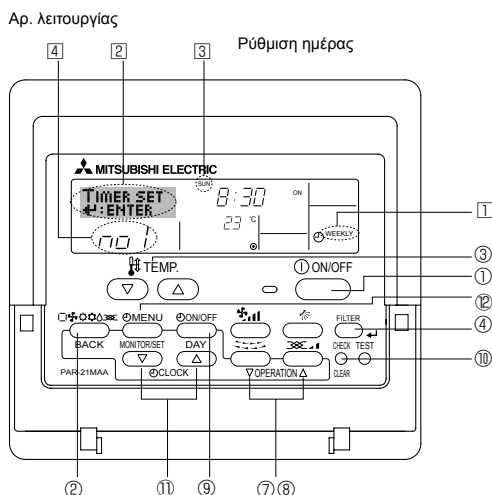 Αρ. λειτουργίας
Ρύθμιση ημέρας
4 2 3
MITSUBISHI ELECTRIC
TIMER SET
:ENTER
SUN
8:30 ON
23 °C
no 1
WEEKLY
1
TEMP.
ON/OFF
③
①
⑫
MENU ON/OFF
FILTER
④
BACK MONITOR/SET DAY
CHECK TEST
⑩
PAR-21MAA
CLOCK
▽OPERATION△
CLEAR
② ⑪ ⑨ ⑦⑧